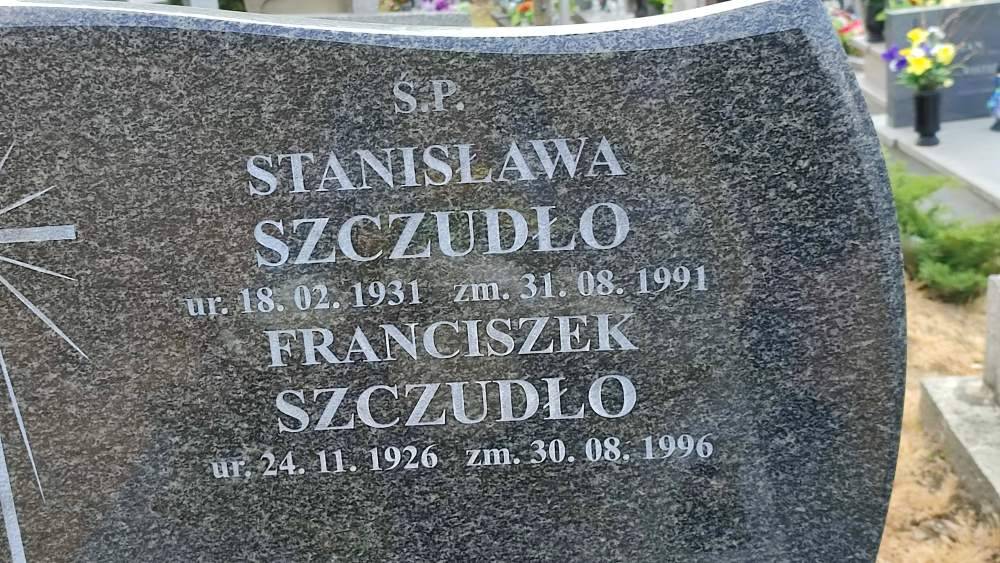 Ś.P.
STANISŁAWA
SZCZUDŁO
ur. 18. 02. 1931 zm. 31. 08. 1991
FRANCISZEK
SZCZUDŁO
ur. 24. 11. 1926 zm. 30. 08. 1996